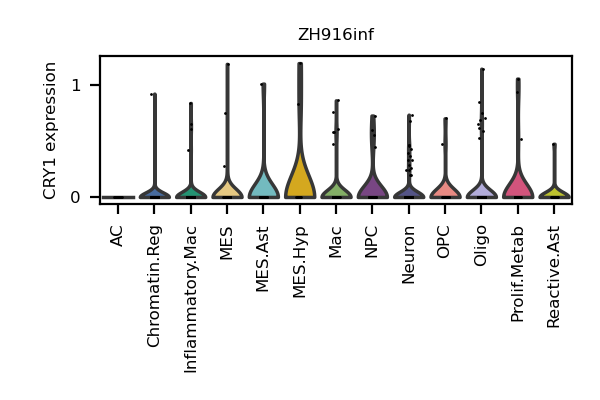 ZH916inf
CRY1 expression
1
0
AC
Chromatin.Reg
Inflammatory.Mac
MES
MES.Ast
MES.Hyp
Mac
NPC
Neuron
OPC
Oligo
Prolif.Metab
Reactive.Ast